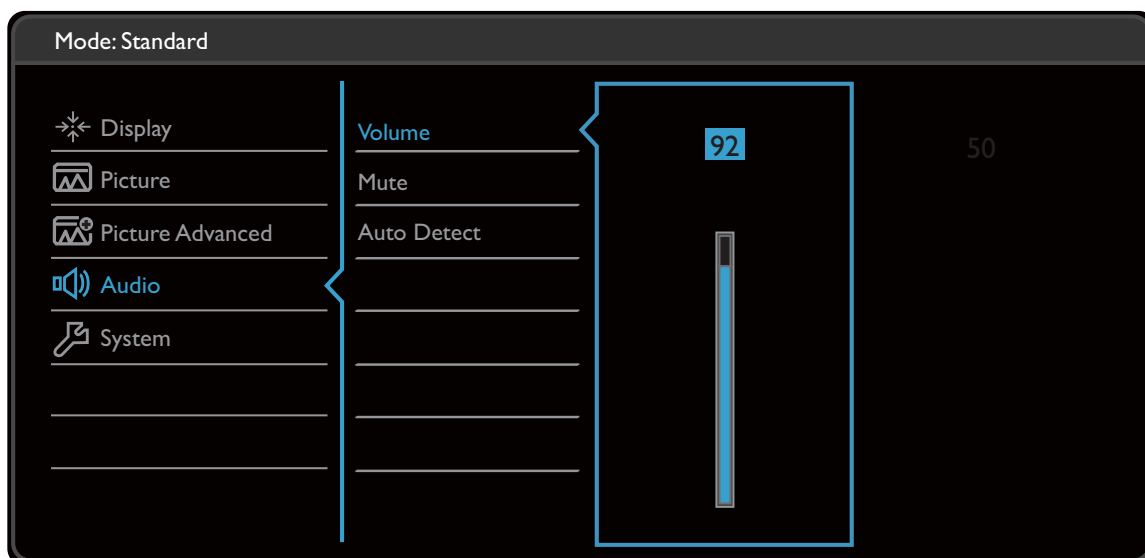 Mode: Standard
Display
Picture
Picture Advanced
Audio
System
Volume
Mute
Auto Detect
92
50